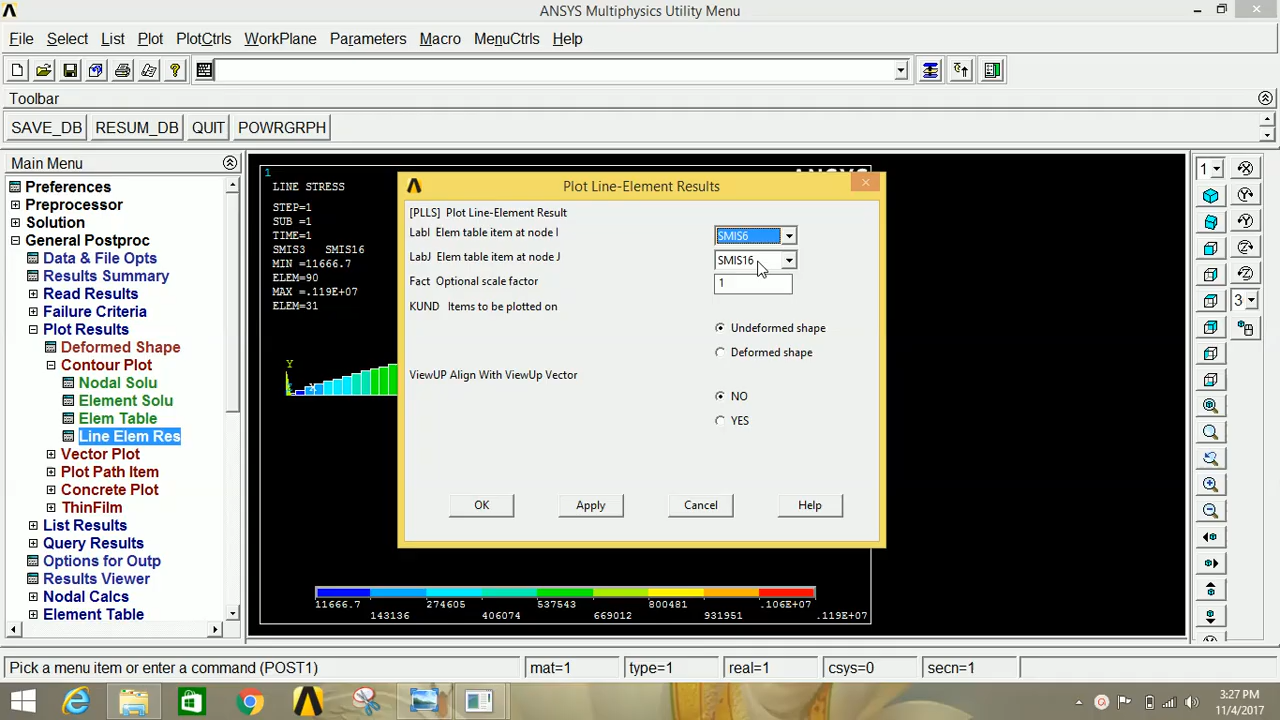 ANSYS Multiphysics Utility Menu
File Select List Plot PlotCtrls WorkPlane Parameters Macro MenuCtrls Help
Toolbar
SAVE_DB RESUM_DB QUIT POWRGRPH
Main Menu
Preferences
Preprocessor
Solution
General Postproc
Data & File Opts
Results Summary
Read Results
Failure Criteria
Plot Results
Deformed Shape
Contour Plot
Nodal Solu
Element Solu
Elem Table
Line Elem Res
Vector Plot
Plot Path Item
Concrete Plot
ThinFilm
List Results
Query Results
Options for Outp
Results Viewer
Nodal Calcs
Element Table
1
LINE STRESS
STEP=1
SUB =1
TIME=1
SMIS3 SMIS16
MIN =11666.7
ELEM=90
MAX =.119E+07
ELEM=31
Y
X
Plot Line-Element Results
[PLLS] Plot Line-Element Result
LabI Elem table item at node I
SMIS6
LabJ Elem table item at node J
SMIS16
Fact Optional scale factor
1
KUND Items to be plotted on
Undeformed shape
Deformed shape
ViewUP Align With ViewUp Vector
NO
YES
OK Apply Cancel Help
11666.7 274605 537543 800481 .106E+07
143136 406074 669012 931951 .119E+07
1
3
Pick a menu item or enter a command (POST1)
mat=1 type=1 real=1 csys=0 secn=1
3:27 PM
11/4/2017